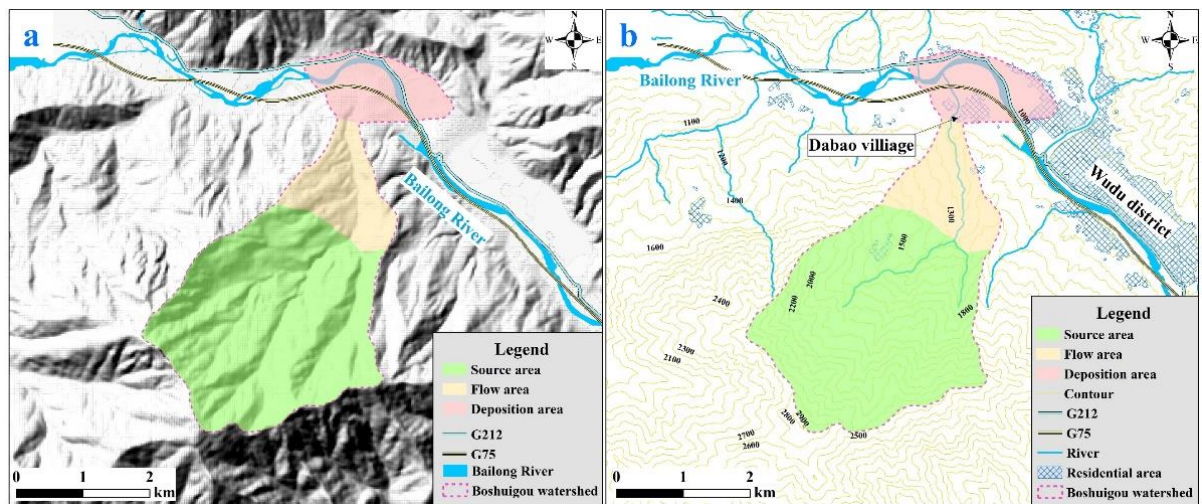 a
N
W E
S
Bailong River
Legend
Source area
Flow area
Deposition area
G212
G75
Bailong River
Boshuigou watershed
0 1 2
km
b
N
W E
S
Bailong River
1000
1100
Dabao villiage
1200
1400
Wudu district
1300
1600
1500
2000
2200
2400
1800
2300
2100
2900
2800
2700
2600
2500
Legend
Source area
Flow area
Deposition area
Contour
G212
G75
River
Residential area
Boshuigou watershed
0 1 2
km